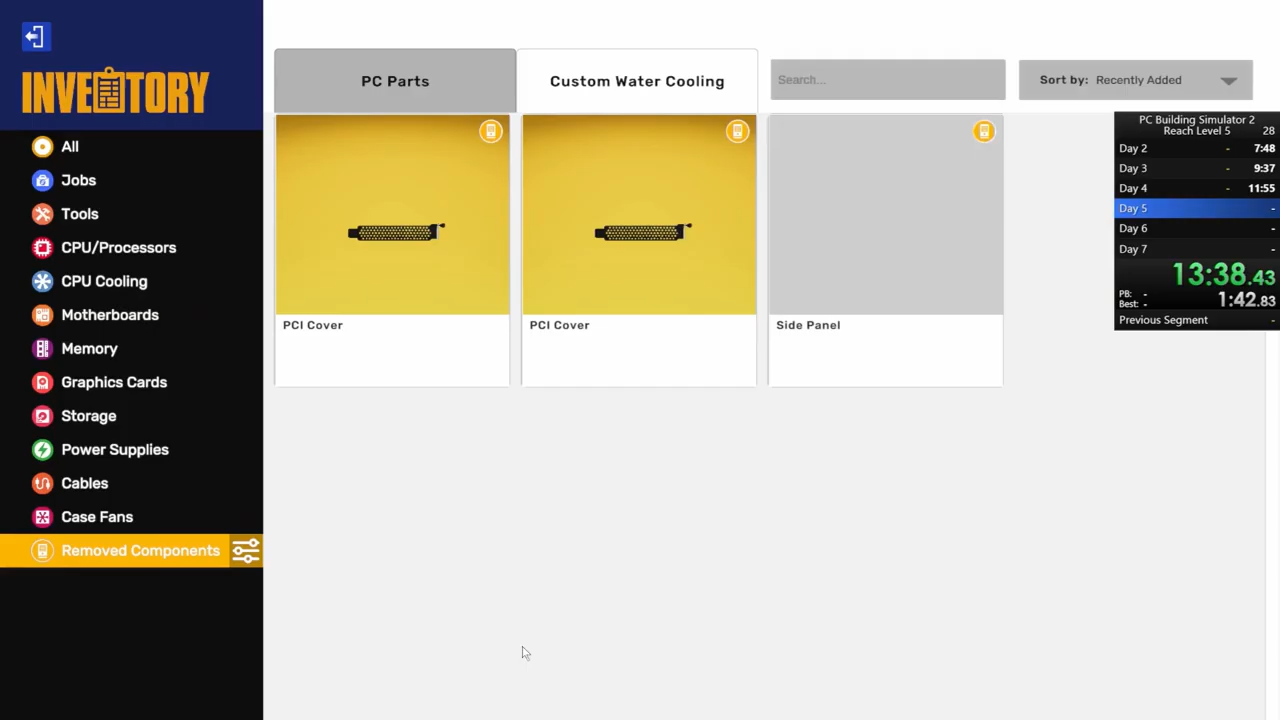 INVENTORY
All
Jobs
Tools
CPU/Processors
CPU Cooling
Motherboards
Memory
Graphics Cards
Storage
Power Supplies
Cables
Case Fans
Removed Components
PC Parts
Custom Water Cooling
Search...
Sort by: Recently Added
PCI Cover
PCI Cover
Side Panel
PC Building Simulator 2
Reach Level 5 28
Day 2 - 7:48
Day 3 - 9:37
Day 4 - 11:55
Day 5 -
Day 6 -
Day 7 -
13:38.43
PB: -
Best: - 1:42.83
Previous Segment -